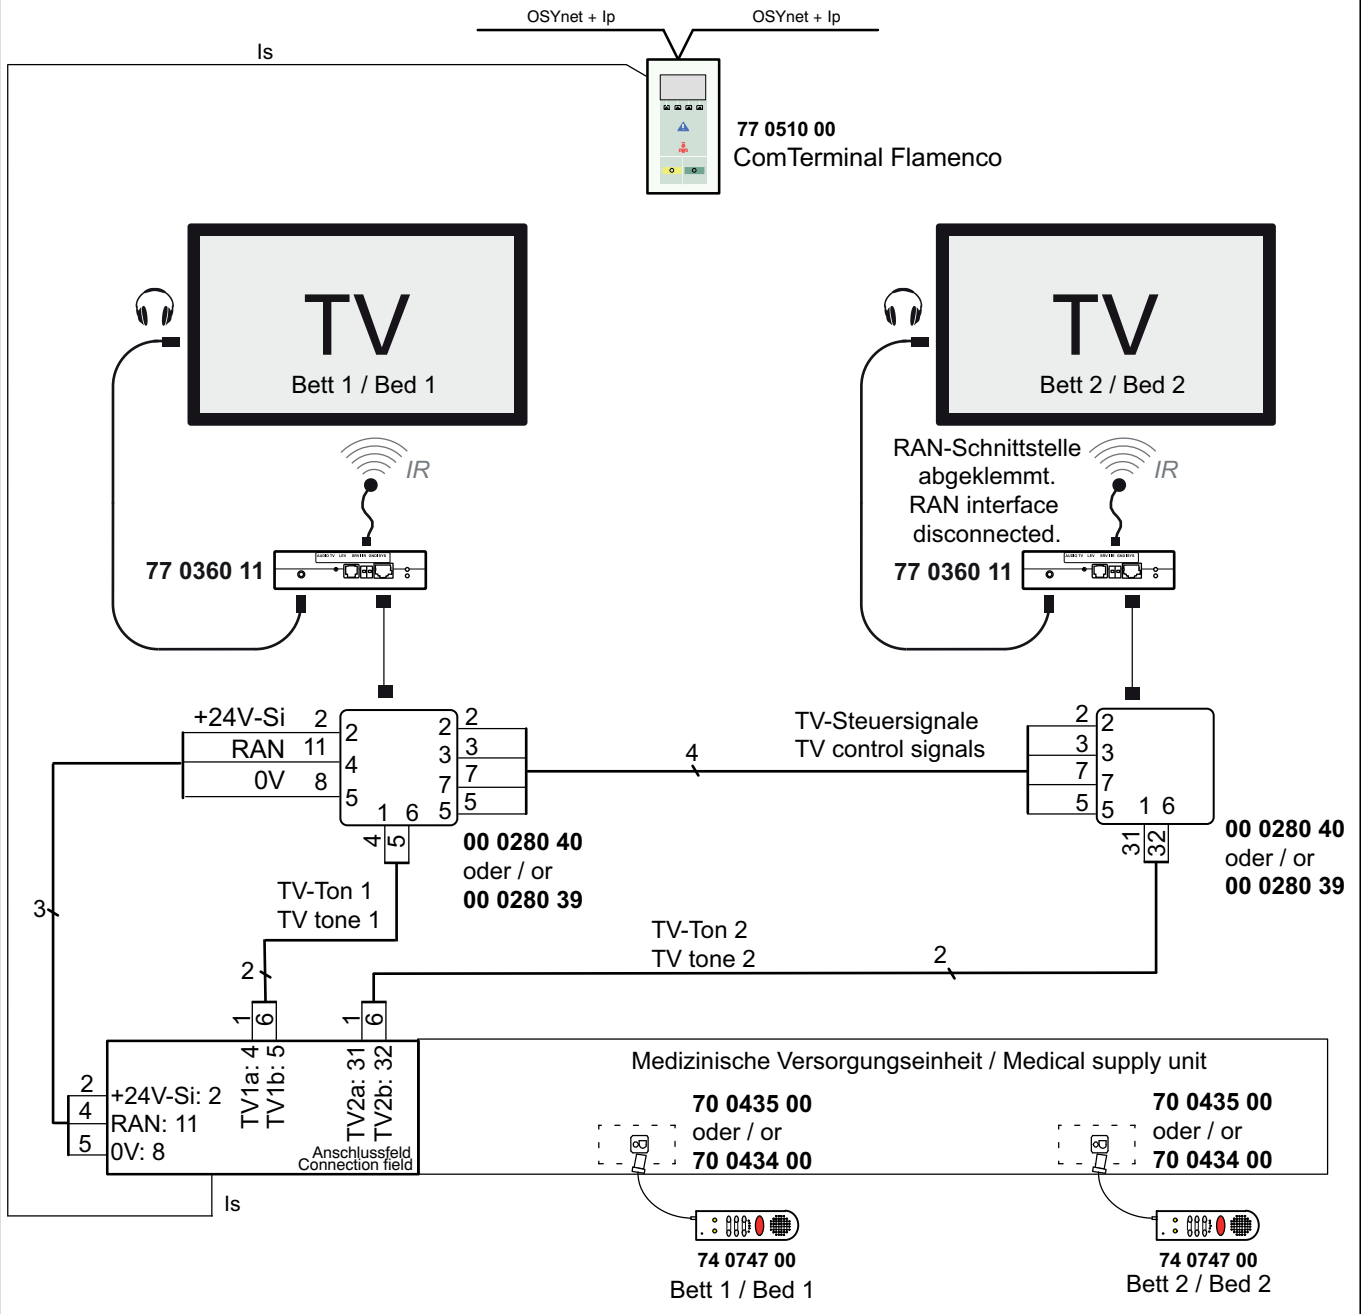 OSYnet + Ip
OSYnet + Ip
Is
77 0510 00
ComTerminal Flamenco
TV
Bett 1 / Bed 1
TV
Bett 2 / Bed 2
IR
RAN-Schnittstelle
abgeklemmt.
RAN interface
disconnected.
IR
77 0360 11
AUDIO TV
77 0360 11
AUDIO TV
+24V-Si 2
RAN 11
0V 8
2
4
5
1 6
2
3
7
5
2
3
7
5
4
TV-Steuersignale
TV control signals
2
3
7
5
2
3
7
5
1 6
4
5
00 0280 40
oder / or
00 0280 39
31
32
00 0280 40
oder / or
00 0280 39
3
TV-Ton 1
TV tone 1
2
TV-Ton 2
TV tone 2
2
1
6
1
6
TV1a: 4
TV1b: 5
TV2a: 31
TV2b: 32
2
4
5
+24V-Si: 2
RAN: 11
0V: 8
Anschlussfeld
Connection field
Is
Medizinische Versorgungseinheit / Medical supply unit
70 0435 00
oder / or
70 0434 00
70 0435 00
oder / or
70 0434 00
74 0747 00
Bett 1 / Bed 1
74 0747 00
Bett 2 / Bed 2